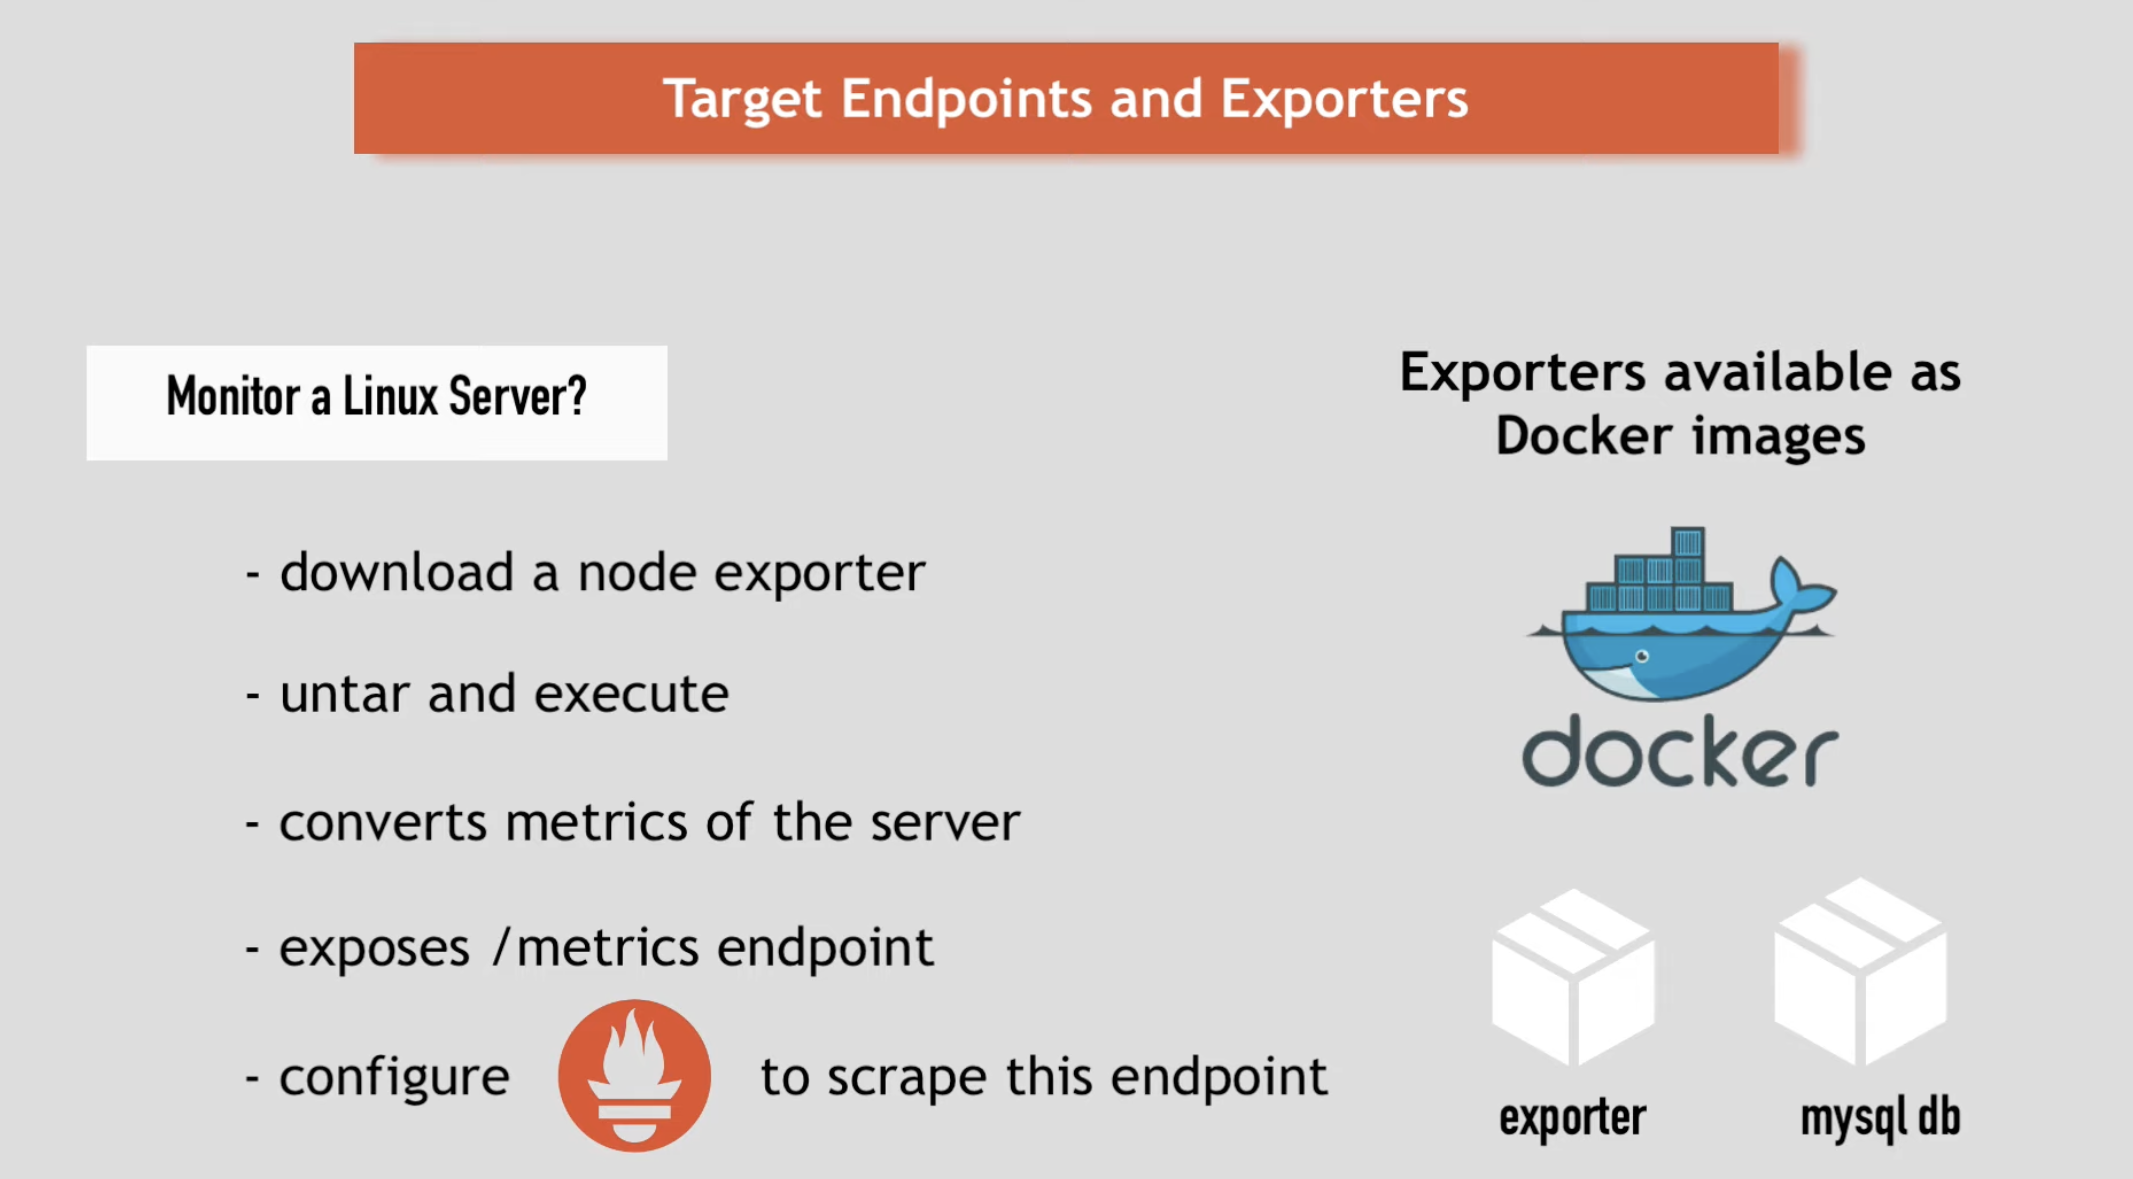 Target Endpoints and Exporters
Monitor a Linux Server?
- download a node exporter
- untar and execute
- converts metrics of the server
- exposes /metrics endpoint
- configure to scrape this endpoint
Exporters available as
Docker images
docker
exporter
mysql db